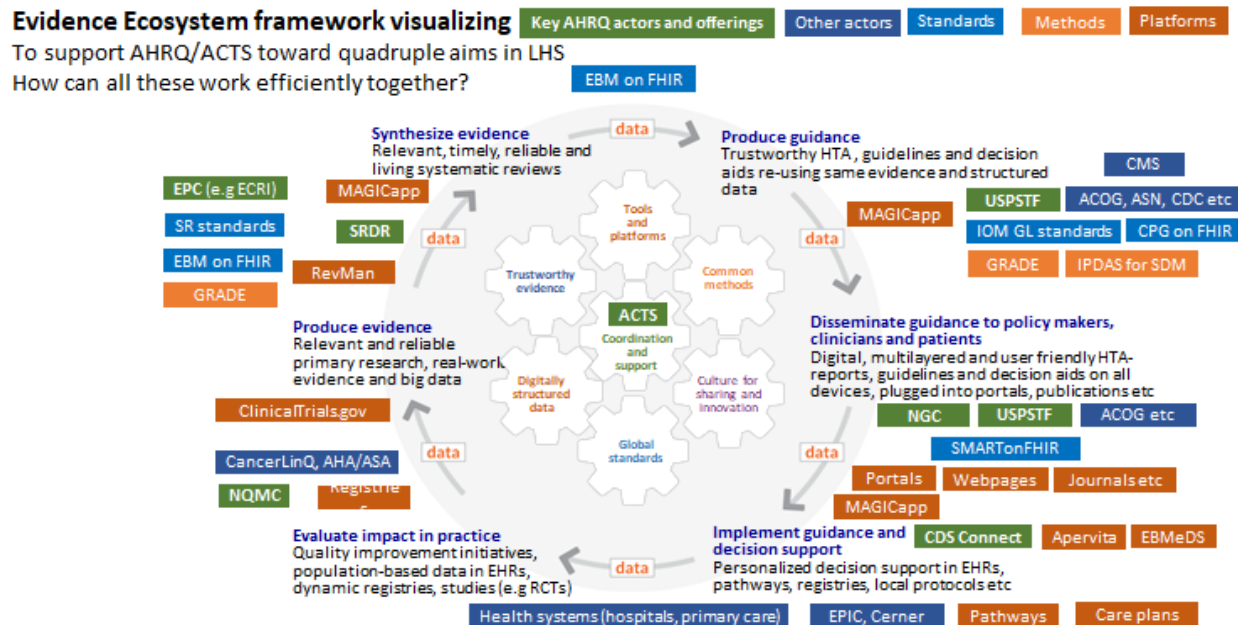 Evidence Ecosystem framework visualizing
Key AHRQ actors and offerings
Other actors
Standards
Methods
Platforms
To support AHRQ/ACTS toward quadruple aims in LHS
How can all these work efficiently together?
EBM on FHIR
data
Synthesize evidence
Relevant, timely, reliable and
living systematic reviews
Produce guidance
Trustworthy HTA , guidelines and decision
aids re-using same evidence and structured
data
CMS
EPC (e.g ECRI)
MAGICapp
SR standards
SRDR
EBM on FHIR
RevMan
GRADE
data
MAGICapp
USPSTF
ACOG, ASN, CDC etc
IOM GL standards
CPG on FHIR
GRADE
IPDAS for SDM
data
Tools
and
platforms
Trustworthy
evidence
Common
methods
ACTS
Coordination
and
support
Digitally
structured
data
Culture for
sharing and
innovation
Global
standards
Produce evidence
Relevant and reliable
primary research, real-work
evidence and big data
ClinicalTrials.gov
CancerLinQ, AHA/ASA
NQMC
Registrie
data
Disseminate guidance to policy makers,
clinicians and patients
Digital, multilayered and user friendly HTA-
reports, guidelines and decision aids on all
devices, plugged into portals, publications etc
NGC
USPSTF
ACOG etc
SMARTonFHIR
Portals
Webpages
Journals etc
MAGICapp
data
Evaluate impact in practice
Quality improvement initiatives,
population-based data in EHRs,
dynamic registries, studies (e.g RCTs)
data
Implement guidance and
decision support
Personalized decision support in EHRs,
pathways, registries, local protocols etc
CDS Connect
Apervita
EBMeDS
Health systems (hospitals, primary care)
EPIC, Cerner
Pathways
Care plans